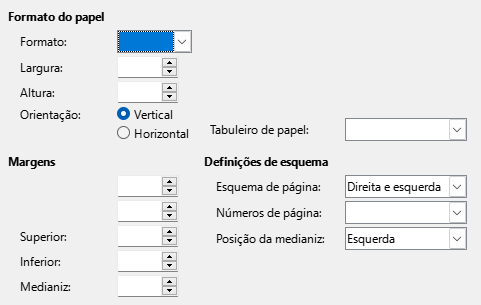 Formato do papel
Formato:
Largura:
Altura:
Orientação: Vertical
Horizontal
Tabuleiro de papel:
Margens
Definições de esquema
Esquema de página: Direita e esquerda
Números de página:
Superior:
Posição da medianiz: Esquerda
Inferior:
Medianiz: